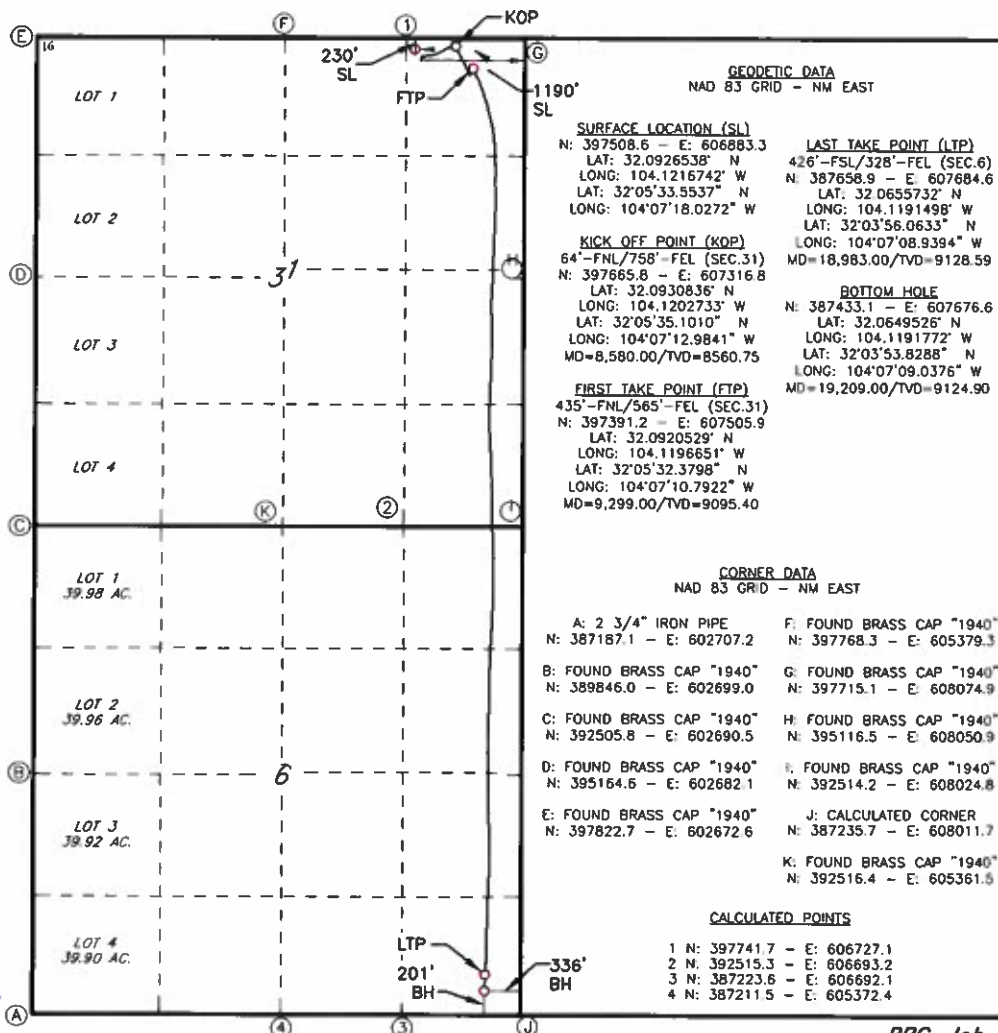 E
F
1
KOP
16
230'
SL
G
FTP
1190'
SL
LOT 1
LOT 2
D
31
H
LOT 3
LOT 4
C
K
2
LOT 1
39.98 AC.
LOT 2
39.96 AC.
B
6
LOT 3
39.92 AC.
LOT 4
39.90 AC.
LTP
201'
BH
336'
BH
A
4
3
J
GEODETIC DATA
NAD 83 GRID - NM EAST
SURFACE LOCATION (SL)
N: 397508.6 - E: 606883.3
LAT: 32.0926538° N
LONG: 104.1216742° W
LAT: 32°05'33.5537" N
LONG: 104°07'18.0272" W
KICK OFF POINT (KOP)
64'-FNL/758'-FEL (SEC.31)
N: 397665.8 - E: 607316.8
LAT: 32.0930836° N
LONG: 104.1202733° W
LAT: 32°05'35.1010" N
LONG: 104°07'12.9841" W
MD=8,580.00/TVD=8560.75
FIRST TAKE POINT (FTP)
435'-FNL/565'-FEL (SEC.31)
N: 397391.2 - E: 607505.9
LAT: 32.0920529° N
LONG: 104.1196651° W
LAT: 32°05'32.3798" N
LONG: 104°07'10.7922" W
MD=9,299.00/TVD=9095.40
LAST TAKE POINT (LTP)
426'-FSL/328'-FEL (SEC.6)
N: 387658.9 - E: 607684.6
LAT: 32.0655732° N
LONG: 104.1191498° W
LAT: 32°03'56.0633" N
LONG: 104°07'08.9394" W
MD=18,983.00/TVD=9128.59
BOTTOM HOLE
N: 387433.1 - E: 607676.6
LAT: 32.0649526° N
LONG: 104.1191772° W
LAT: 32°03'53.8288" N
LONG: 104°07'09.0376" W
MD=19,209.00/TVD=9124.90
CORNER DATA
NAD 83 GRID - NM EAST
A: 2 3/4" IRON PIPE
N: 387187.1 - E: 602707.2
B: FOUND BRASS CAP "1940"
N: 389846.0 - E: 602699.0
C: FOUND BRASS CAP "1940"
N: 392505.8 - E: 602690.5
D: FOUND BRASS CAP "1940"
N: 395164.6 - E: 602682.1
E: FOUND BRASS CAP "1940"
N: 397822.7 - E: 602672.6
F: FOUND BRASS CAP "1940"
N: 397768.3 - E: 605379.3
G: FOUND BRASS CAP "1940"
N: 397715.1 - E: 608074.9
H: FOUND BRASS CAP "1940"
N: 395116.5 - E: 608050.9
I: FOUND BRASS CAP "1940"
N: 392514.2 - E: 608024.8
J: CALCULATED CORNER
N: 387235.7 - E: 608011.7
K: FOUND BRASS CAP "1940"
N: 392516.4 - E: 605361.5
CALCULATED POINTS
1 N: 397741.7 - E: 606727.1
2 N: 392515.3 - E: 606693.2
3 N: 387223.6 - E: 606692.1
4 N: 387211.5 - E: 605372.4